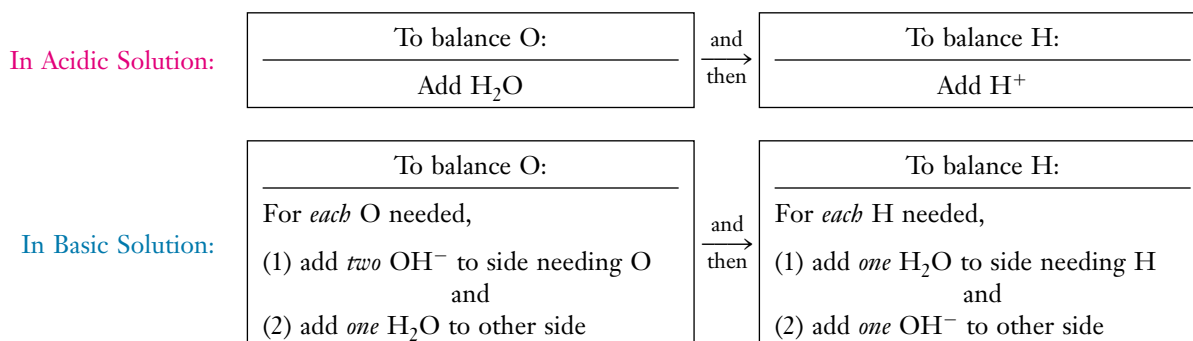 In Acidic Solution:
To balance O:
Add H₂O
and
then
To balance H:
Add H⁺
In Basic Solution:
To balance O:
For each O needed,
(1) add two OH⁻ to side needing O
and
(2) add one H₂O to other side
and
then
To balance H:
For each H needed,
(1) add one H₂O to side needing H
and
(2) add one OH⁻ to other side